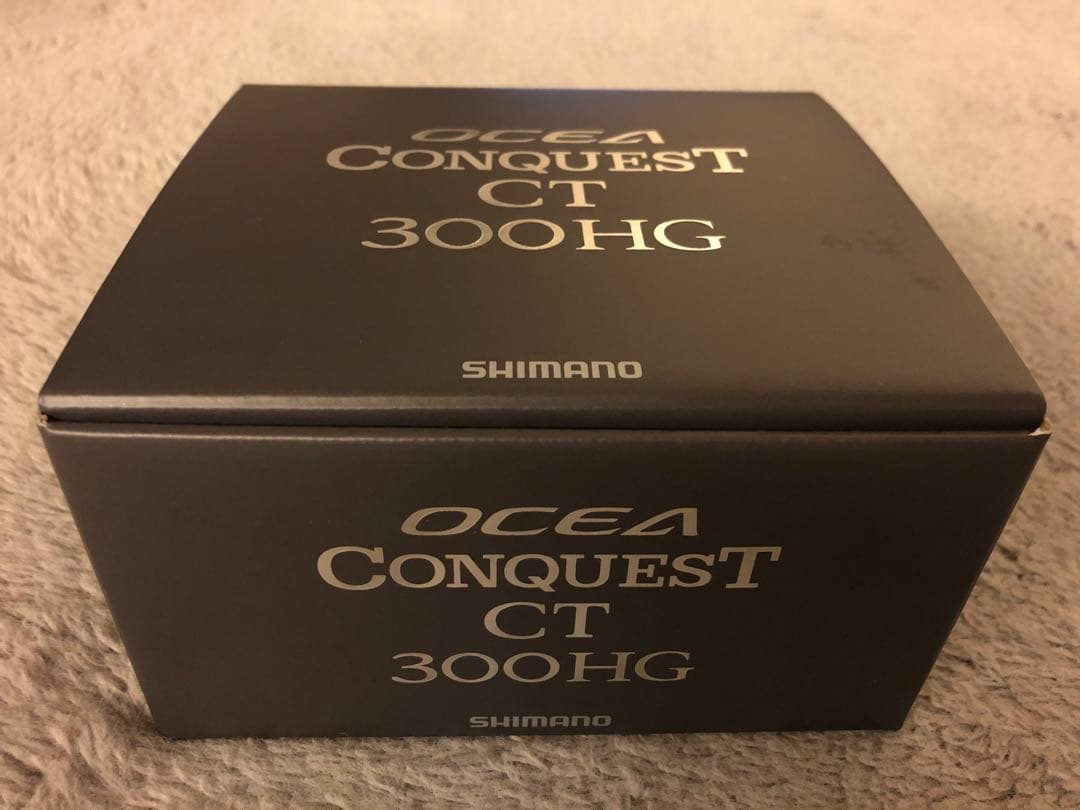 OCEA
CONQUEST
CT
300HG
SHIMANO
OCEA
CONQUEST
CT
300HG
SHIMANO